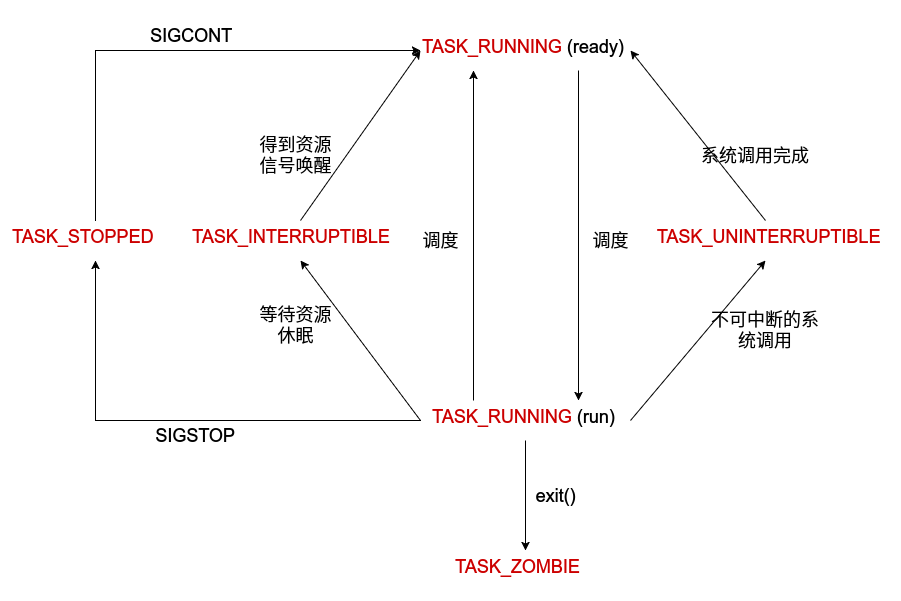 SIGCONT
TASK_RUNNING (ready)
得到资源
信号唤醒
系统调用完成
TASK_STOPPED
TASK_INTERRUPTIBLE
调度
调度
TASK_UNINTERRUPTIBLE
等待资源
休眠
不可中断的系
统调用
TASK_RUNNING (run)
SIGSTOP
exit()
TASK_ZOMBIE